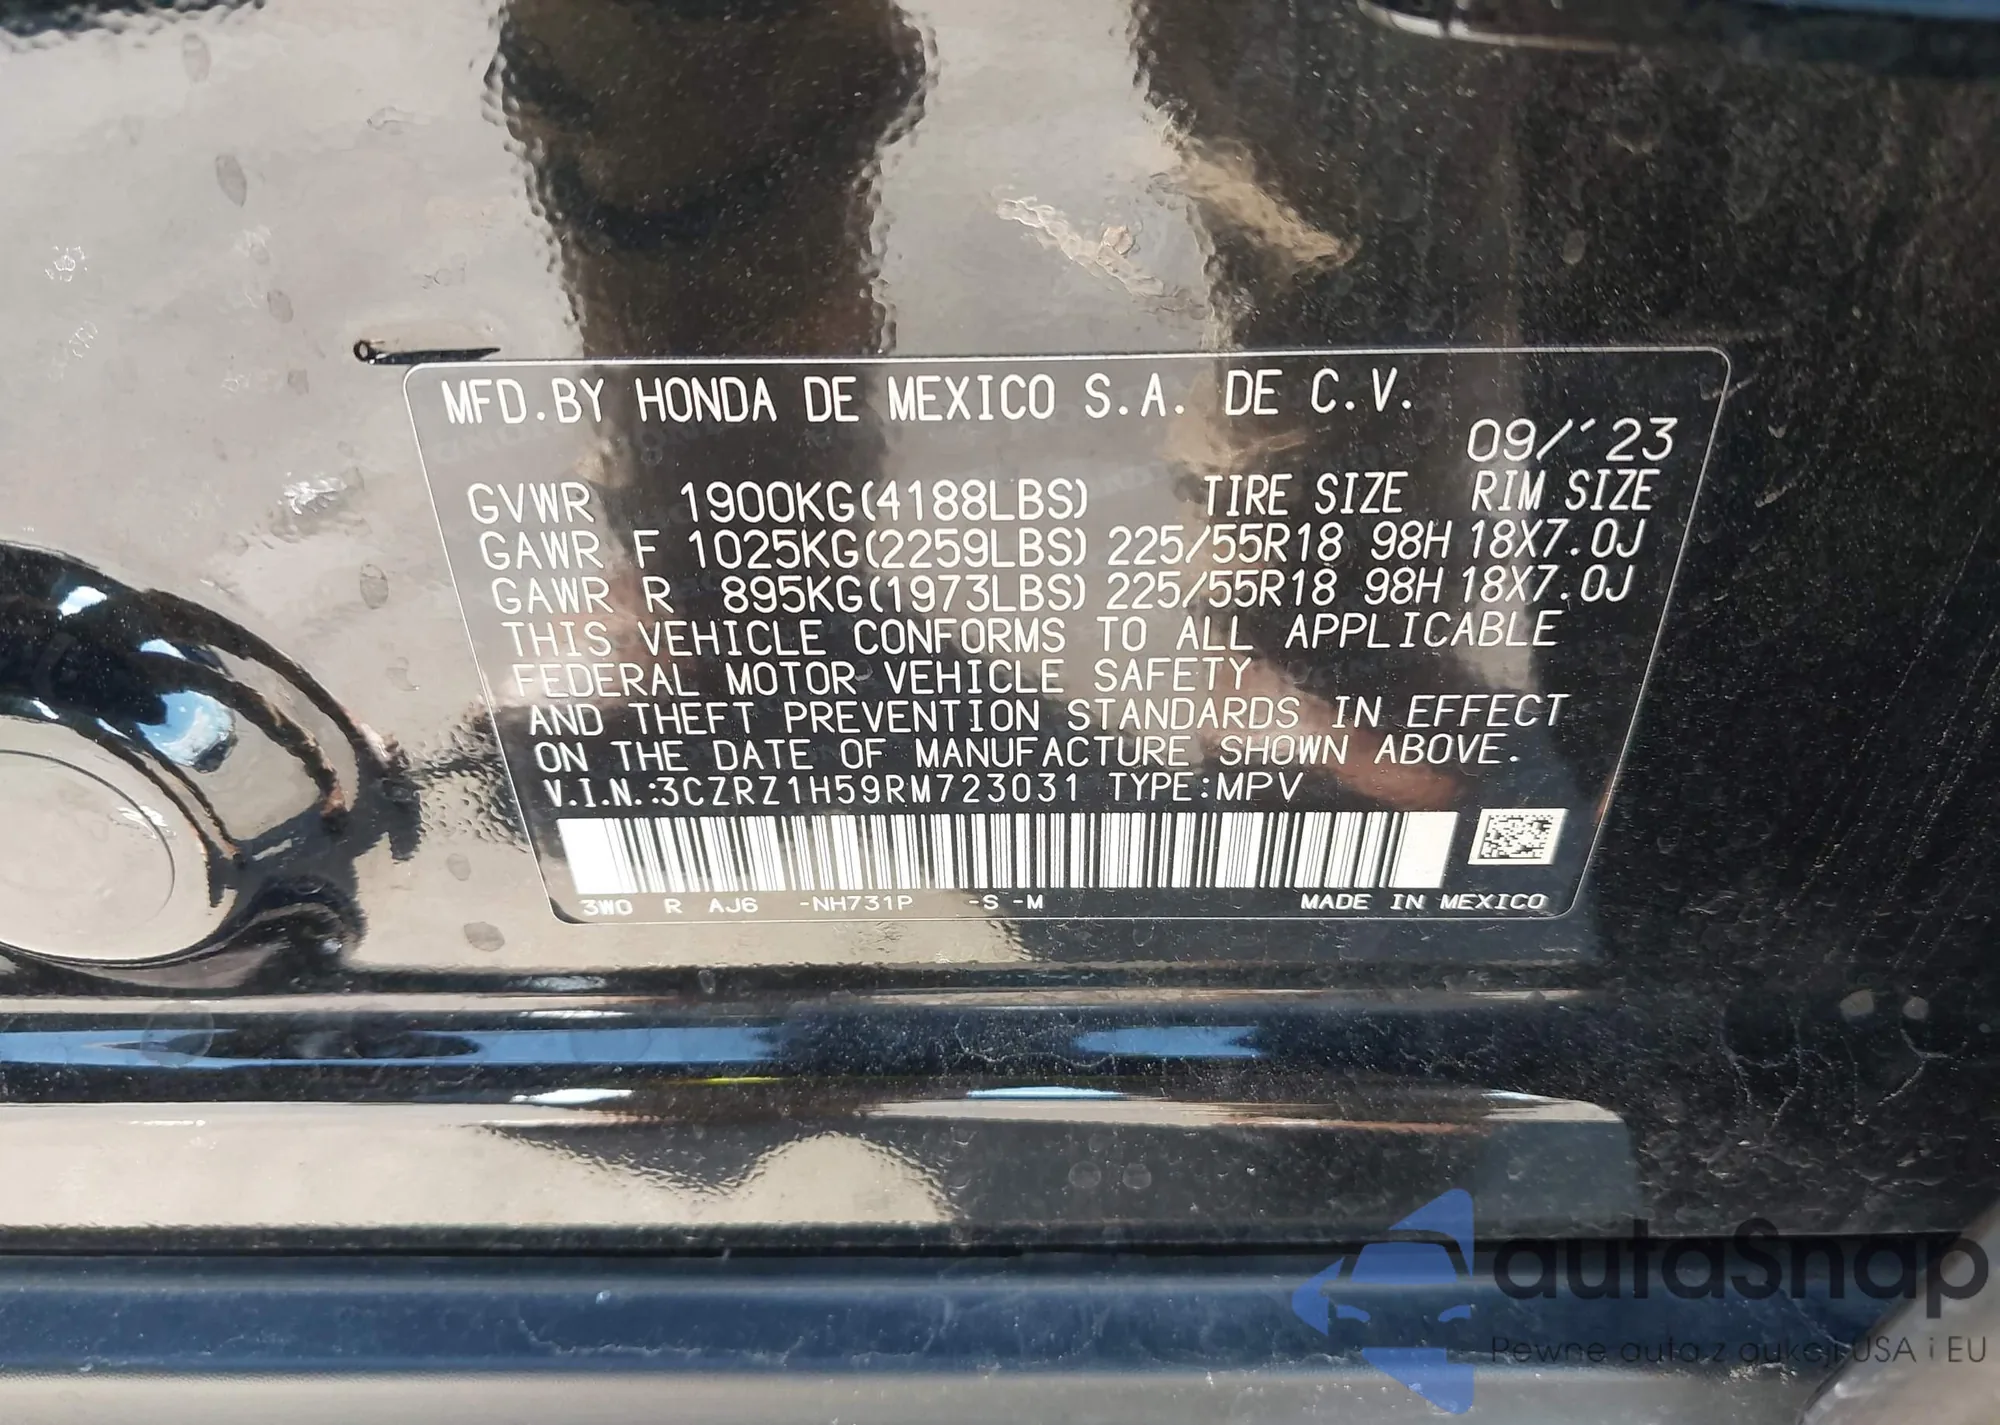 MFD.BY HONDA DE MEXICO S.A. DE C.V.
09/´23
GVWR 1900KG(4188LBS) TIRE SIZE RIM SIZE
GAWR F 1025KG(2259LBS) 225/55R18 98H 18X7.0J
GAWR R 895KG(1973LBS) 225/55R18 98H 18X7.0J
THIS VEHICLE CONFORMS TO ALL APPLICABLE
FEDERAL MOTOR VEHICLE SAFETY
AND THEFT PREVENTION STANDARDS IN EFFECT
ON THE DATE OF MANUFACTURE SHOWN ABOVE.
V.I.N.:3CZRZ1H59RM723031 TYPE:MPV
3W0 R AJ6 -NH731P -S -M MADE IN MEXICO
autaSnap
Pewne auta z aukcji USA i EU